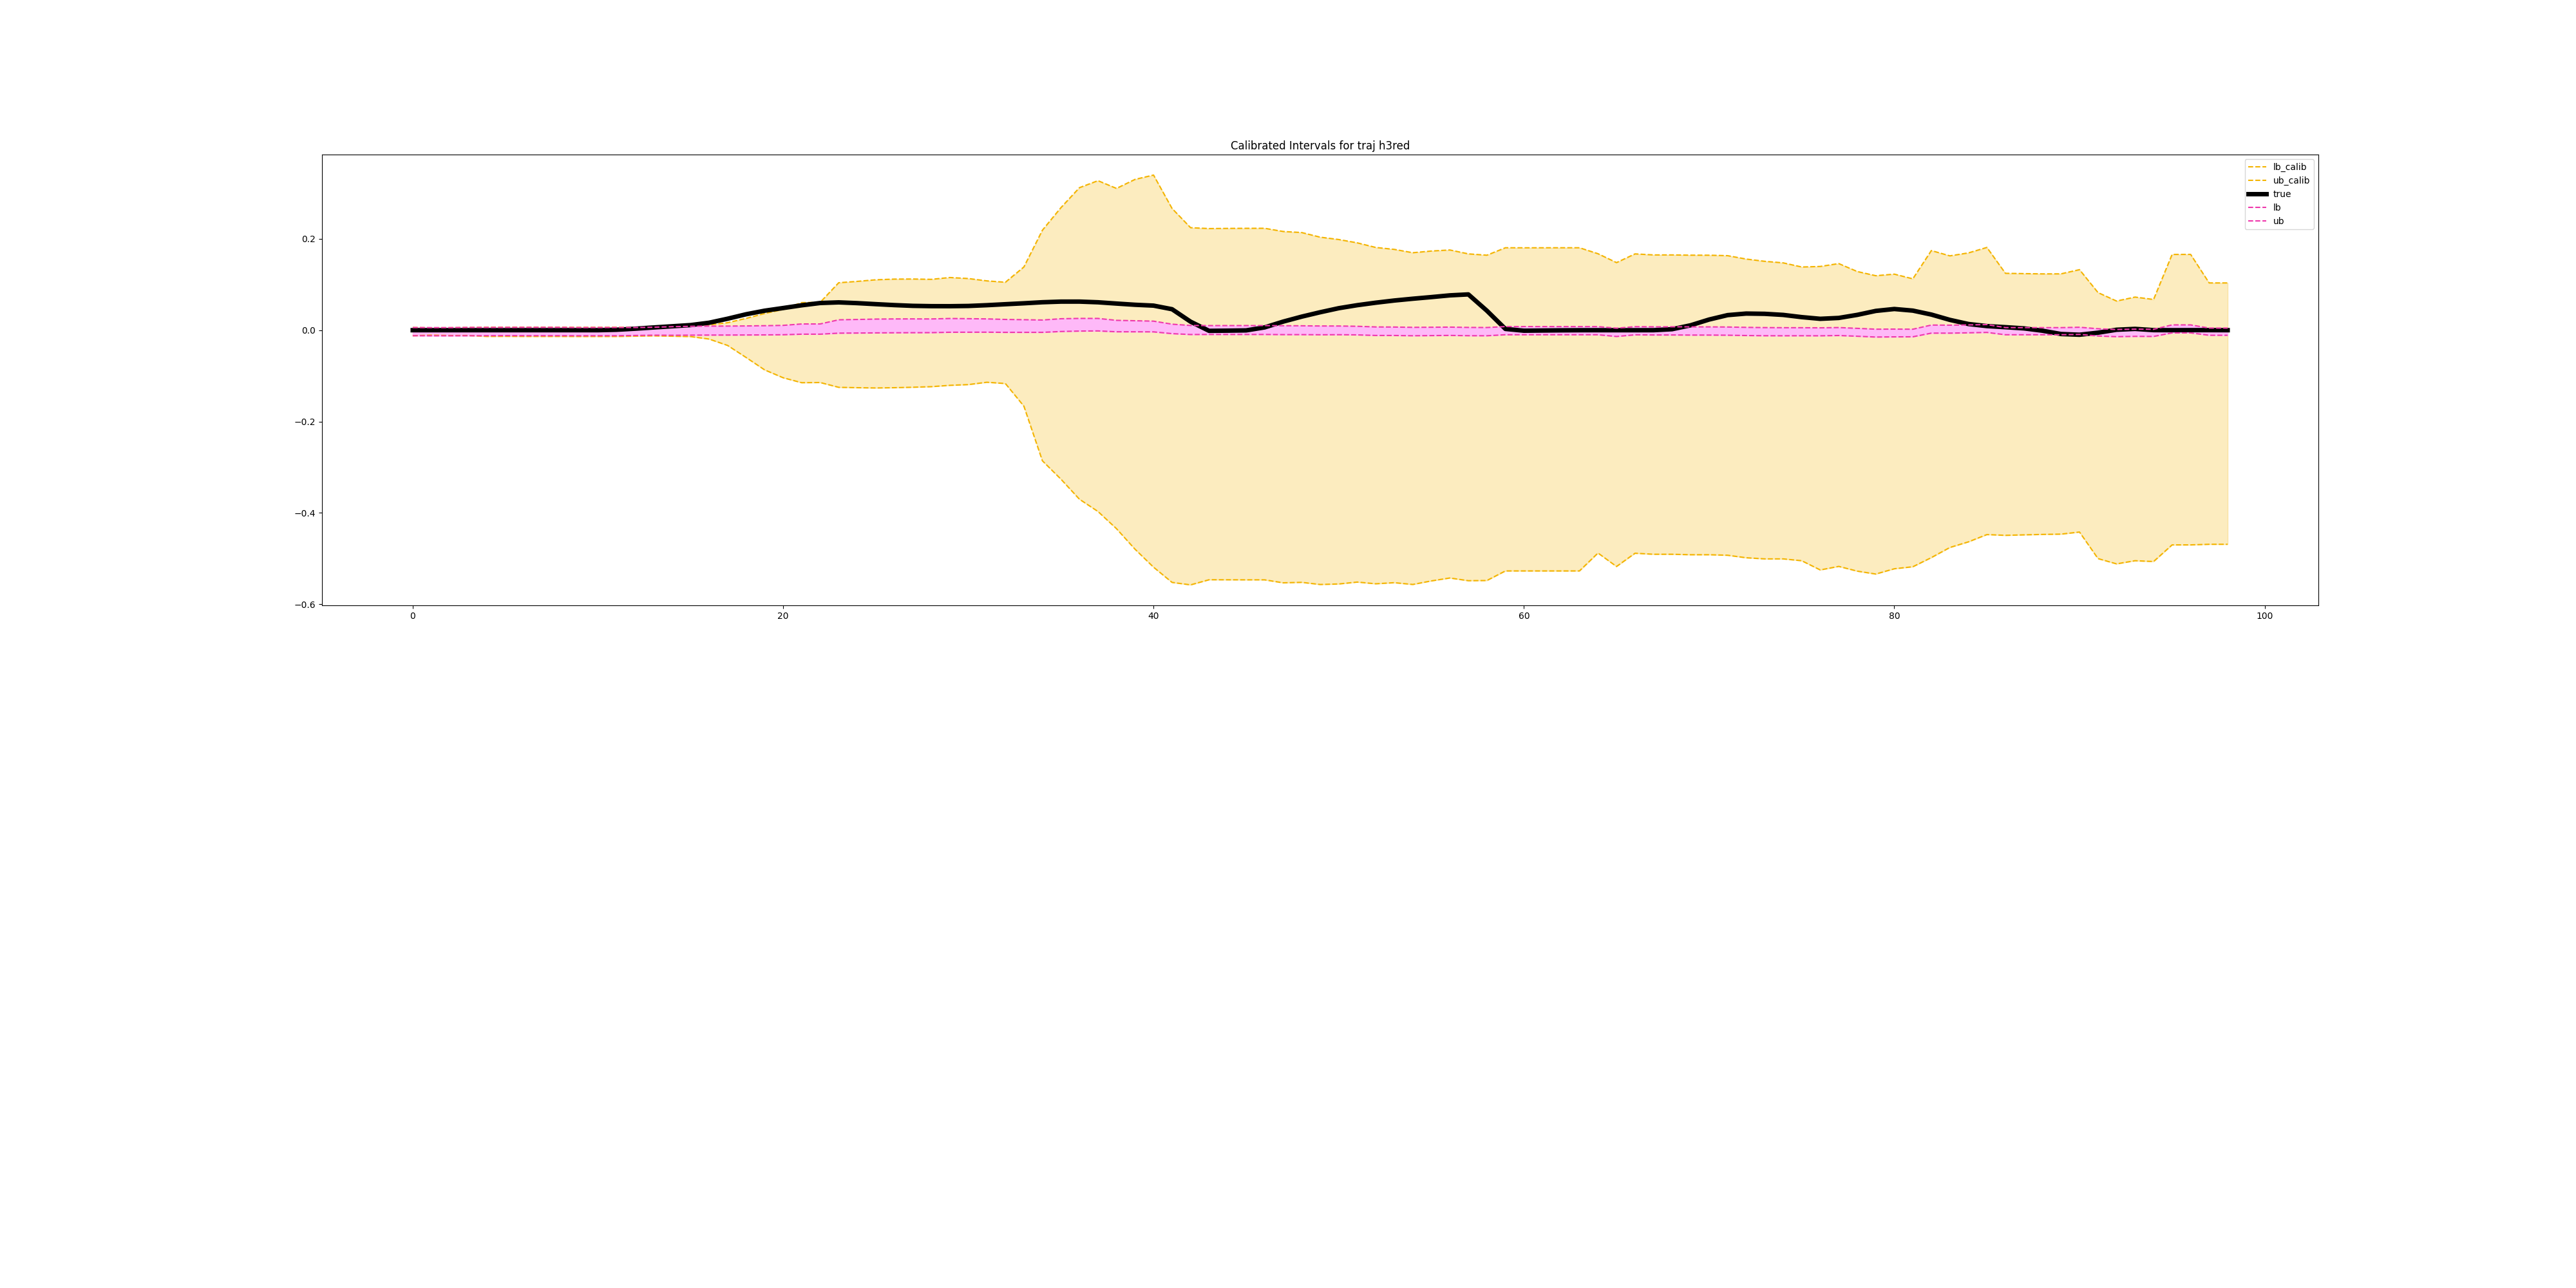 Calibrated Intervals for traj h3red
lb_calib
ub_calib
true
lb
ub
0.2
0.0
−0.2
−0.4
−0.6
0 20 40 60 80 100